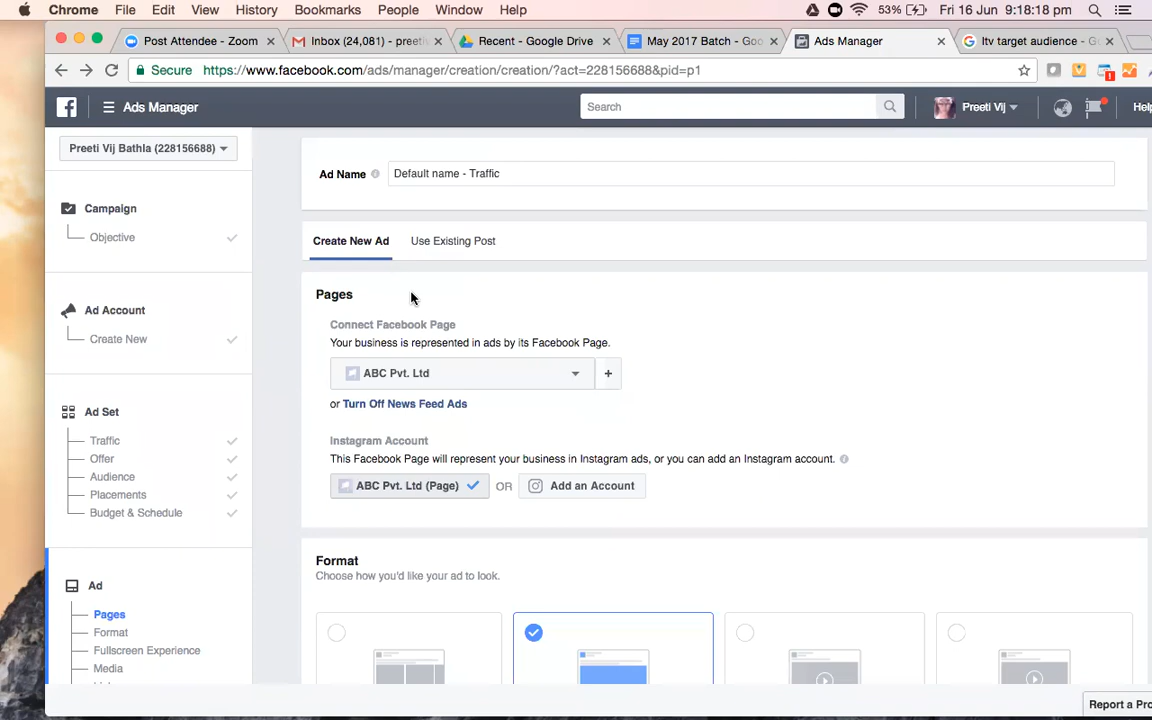 Chrome File Edit View History Bookmarks People Window Help 53% Fri 16 Jun 9:18:18 pm
Post Attendee - Zoom Inbox (24,081) - preeti Recent - Google Drive May 2017 Batch - Goo Ads Manager ltv target audience - G
Secure https://www.facebook.com/ads/manager/creation/creation/?act=228156688&pid=p1
Ads Manager Search Preeti Vij Help
Preeti Vij Bathla (228156688)
Ad Name Default name - Traffic
Campaign
Objective
Create New Ad Use Existing Post
Pages
Ad Account
Create New
Connect Facebook Page
Your business is represented in ads by its Facebook Page.
ABC Pvt. Ltd +
or Turn Off News Feed Ads
Ad Set
Traffic
Offer
Audience
Placements
Budget & Schedule
Instagram Account
This Facebook Page will represent your business in Instagram ads, or you can add an Instagram account.
ABC Pvt. Ltd (Page) OR Add an Account
Format
Choose how you'd like your ad to look.
Ad
Pages
Format
Fullscreen Experience
Media
Report a Pro